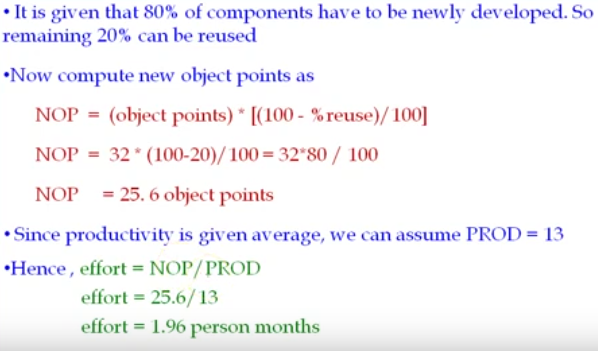 • It is given that 80% of components have to be newly developed. So
remaining 20% can be reused
•Now compute new object points as
NOP = (object points) * [(100 - %reuse)/100]
NOP = 32 * (100-20)/100 = 32*80 / 100
NOP = 25. 6 object points
• Since productivity is given average, we can assume PROD = 13
•Hence , effort = NOP/PROD
effort = 25.6/13
effort = 1.96 person months